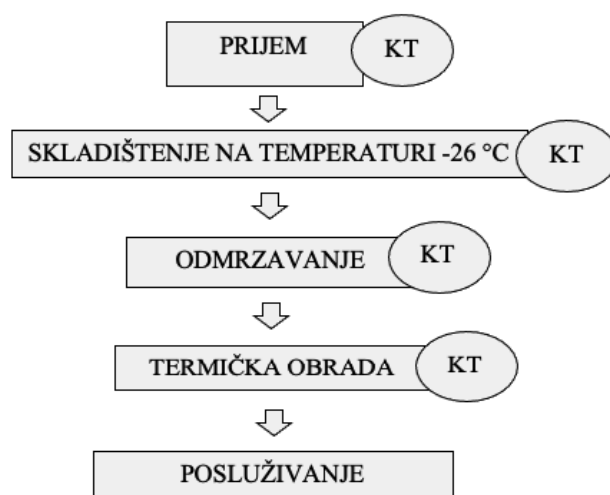 PRIJEM KT
SKLADIŠTENJE NA TEMPERATURI -26 °C KT
ODMRZAVANJE KT
TERMIČKA OBRADA KT
POSLUŽIVANJE